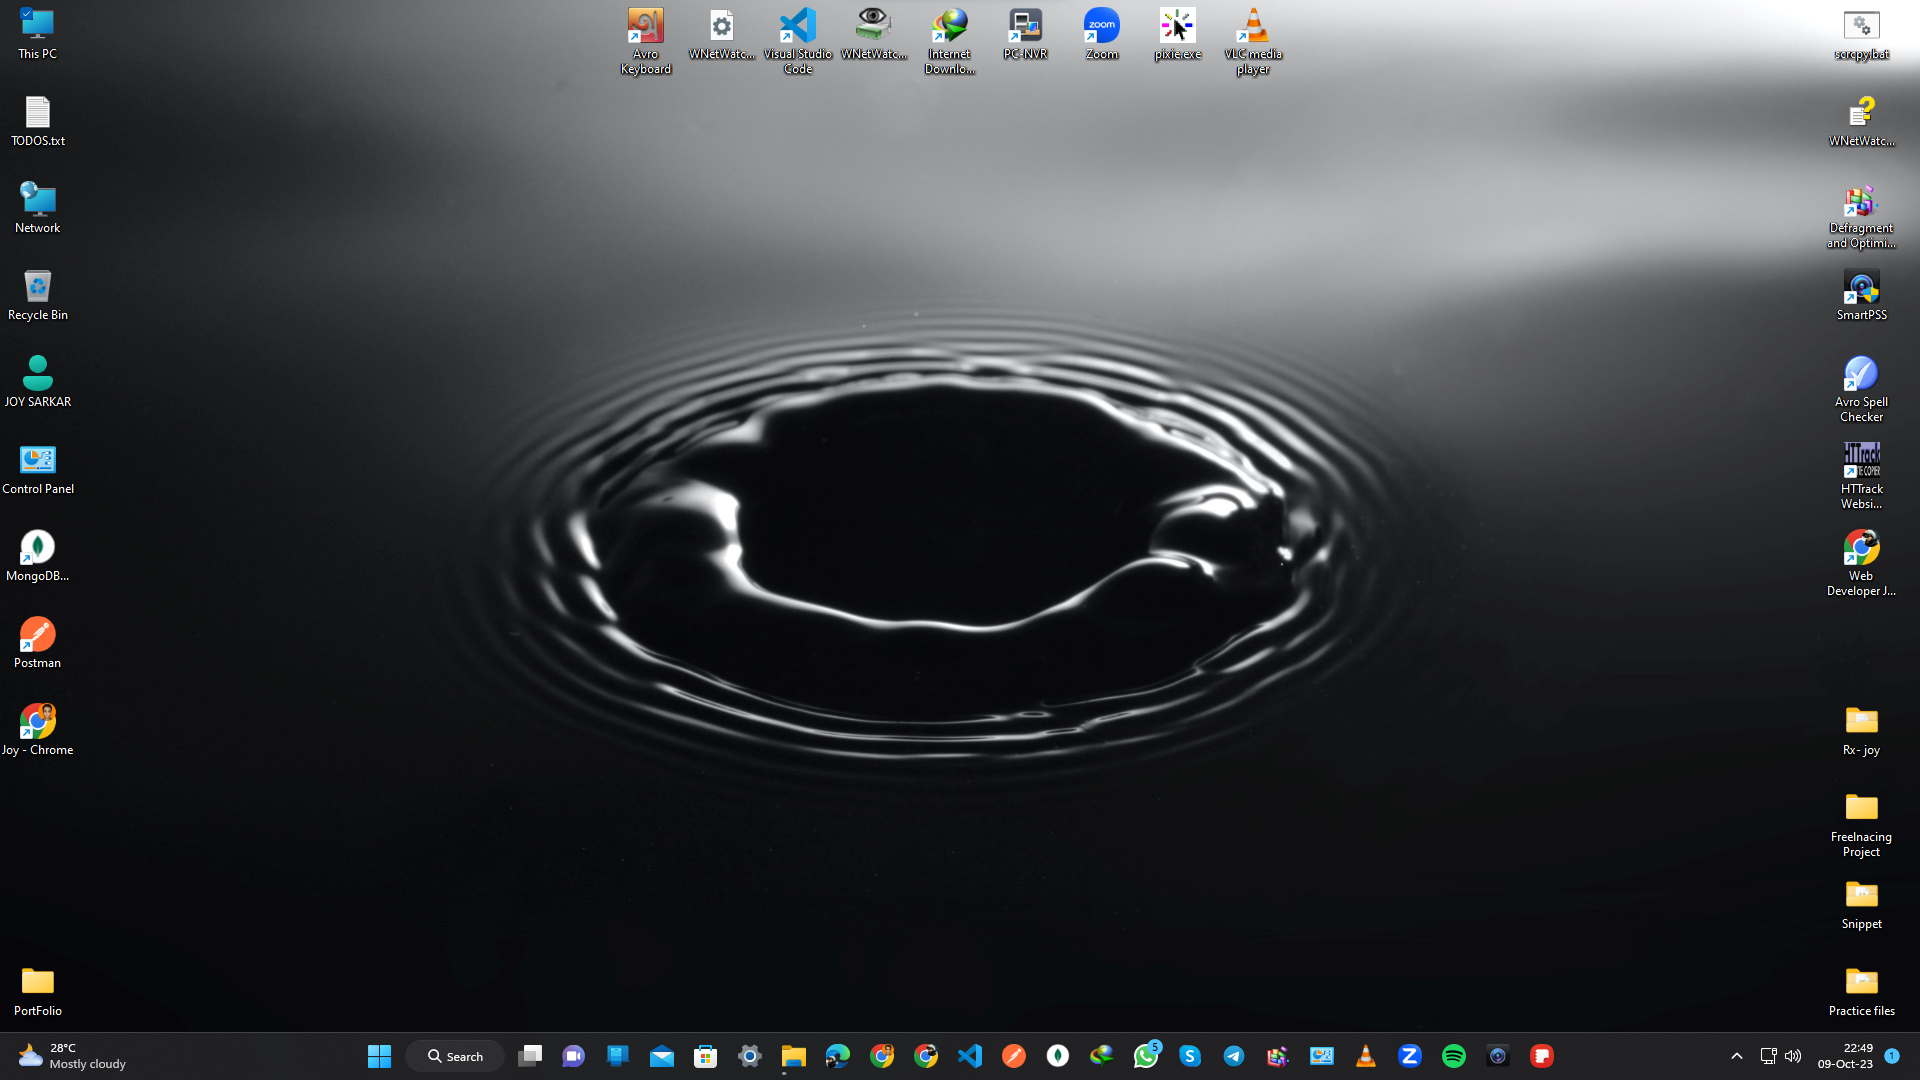 This PC
TODOS.txt
Network
Recycle Bin
JOY SARKAR
Control Panel
MongoDB...
Postman
Joy - Chrome
PortFolio
Avro
Keyboard
WNetWatc...
Visual Studio
Code
WNetWatc...
Internet
Downlo...
PC-NVR
zoom
Zoom
pixie.exe
VLC media
player
scrcpy.bat
WNetWatc...
Defragment
and Optimi...
SmartPSS
Avro Spell
Checker
HTTrack
HTTrack
Websi...
Web
Developer J...
Rx- joy
Freelnacing
Project
Snippet
Practice files
28°C
Mostly cloudy
Search
5
22:49
09-Oct-23
1